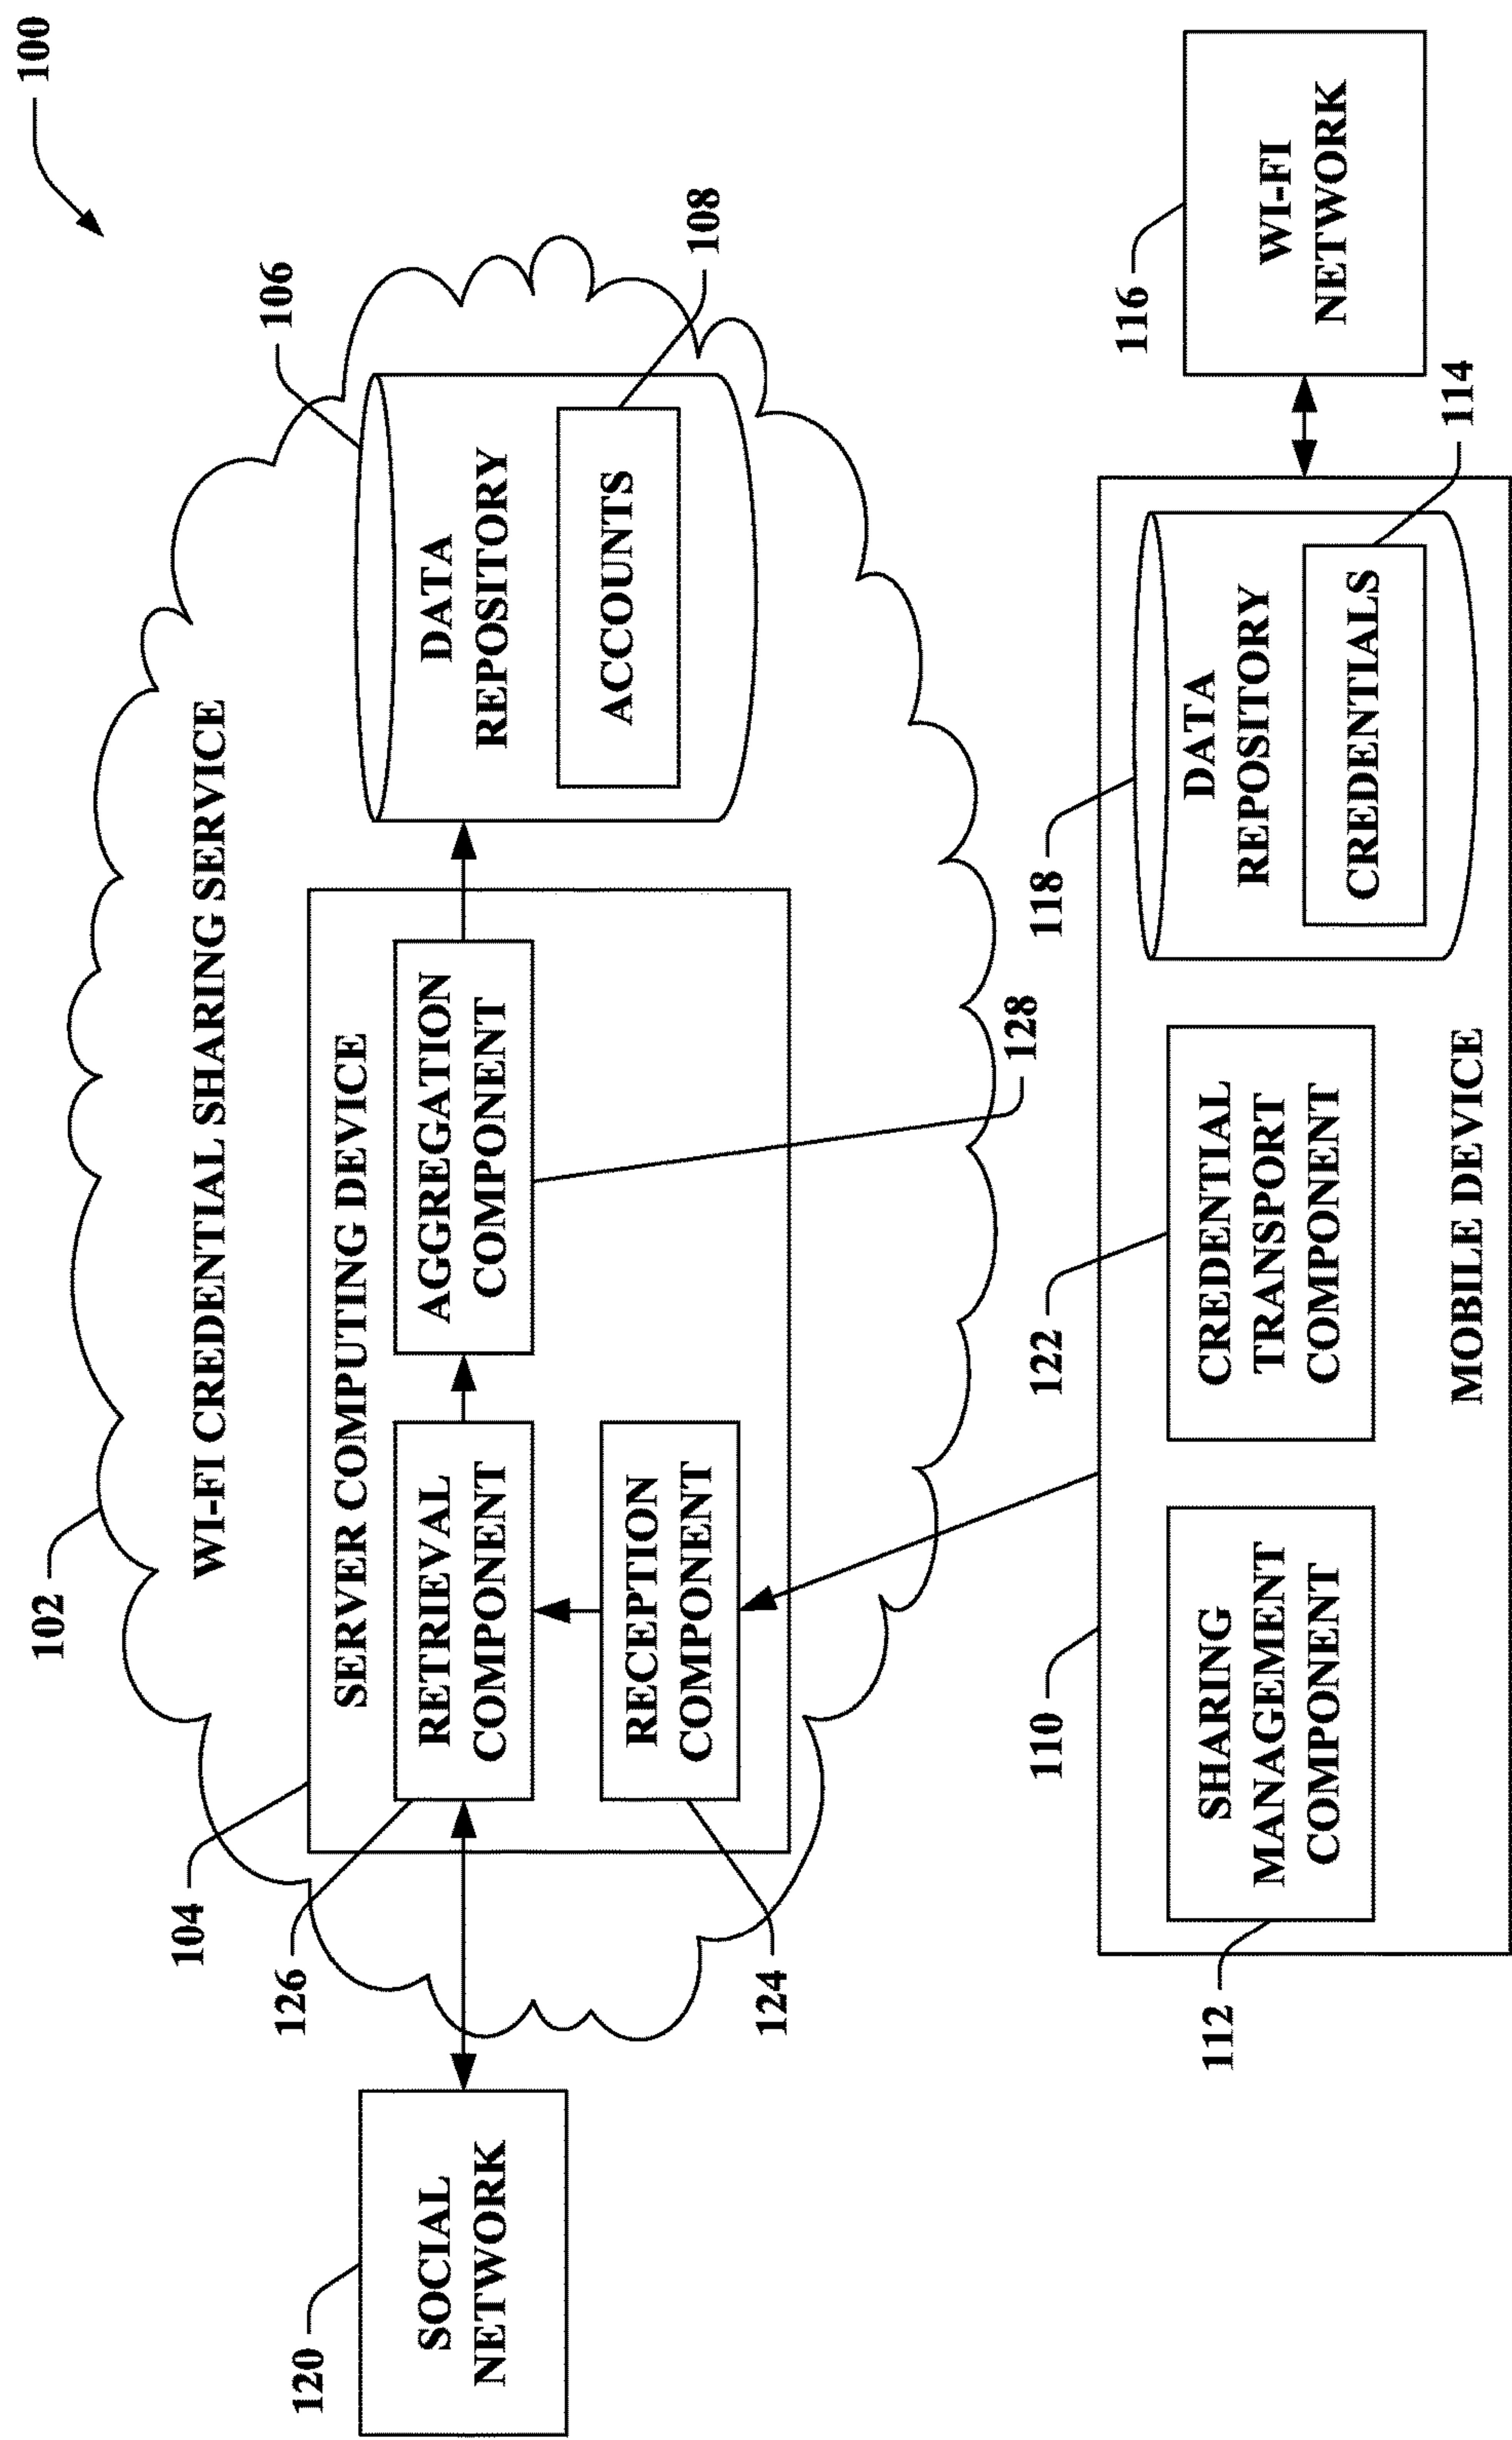 100
102
WI-FI CREDENTIAL SHARING SERVICE
104
SERVER COMPUTING DEVICE
106
120
SOCIAL
NETWORK
126
RETRIEVAL
COMPONENT
AGGREGATION
COMPONENT
DATA
REPOSITORY
ACCOUNTS
108
124
RECEPTION
COMPONENT
128
110
122
118
116
112
SHARING
MANAGEMENT
COMPONENT
CREDENTIAL
TRANSPORT
COMPONENT
DATA
REPOSITORY
CREDENTIALS
114
MOBILE DEVICE
WI-FI
NETWORK